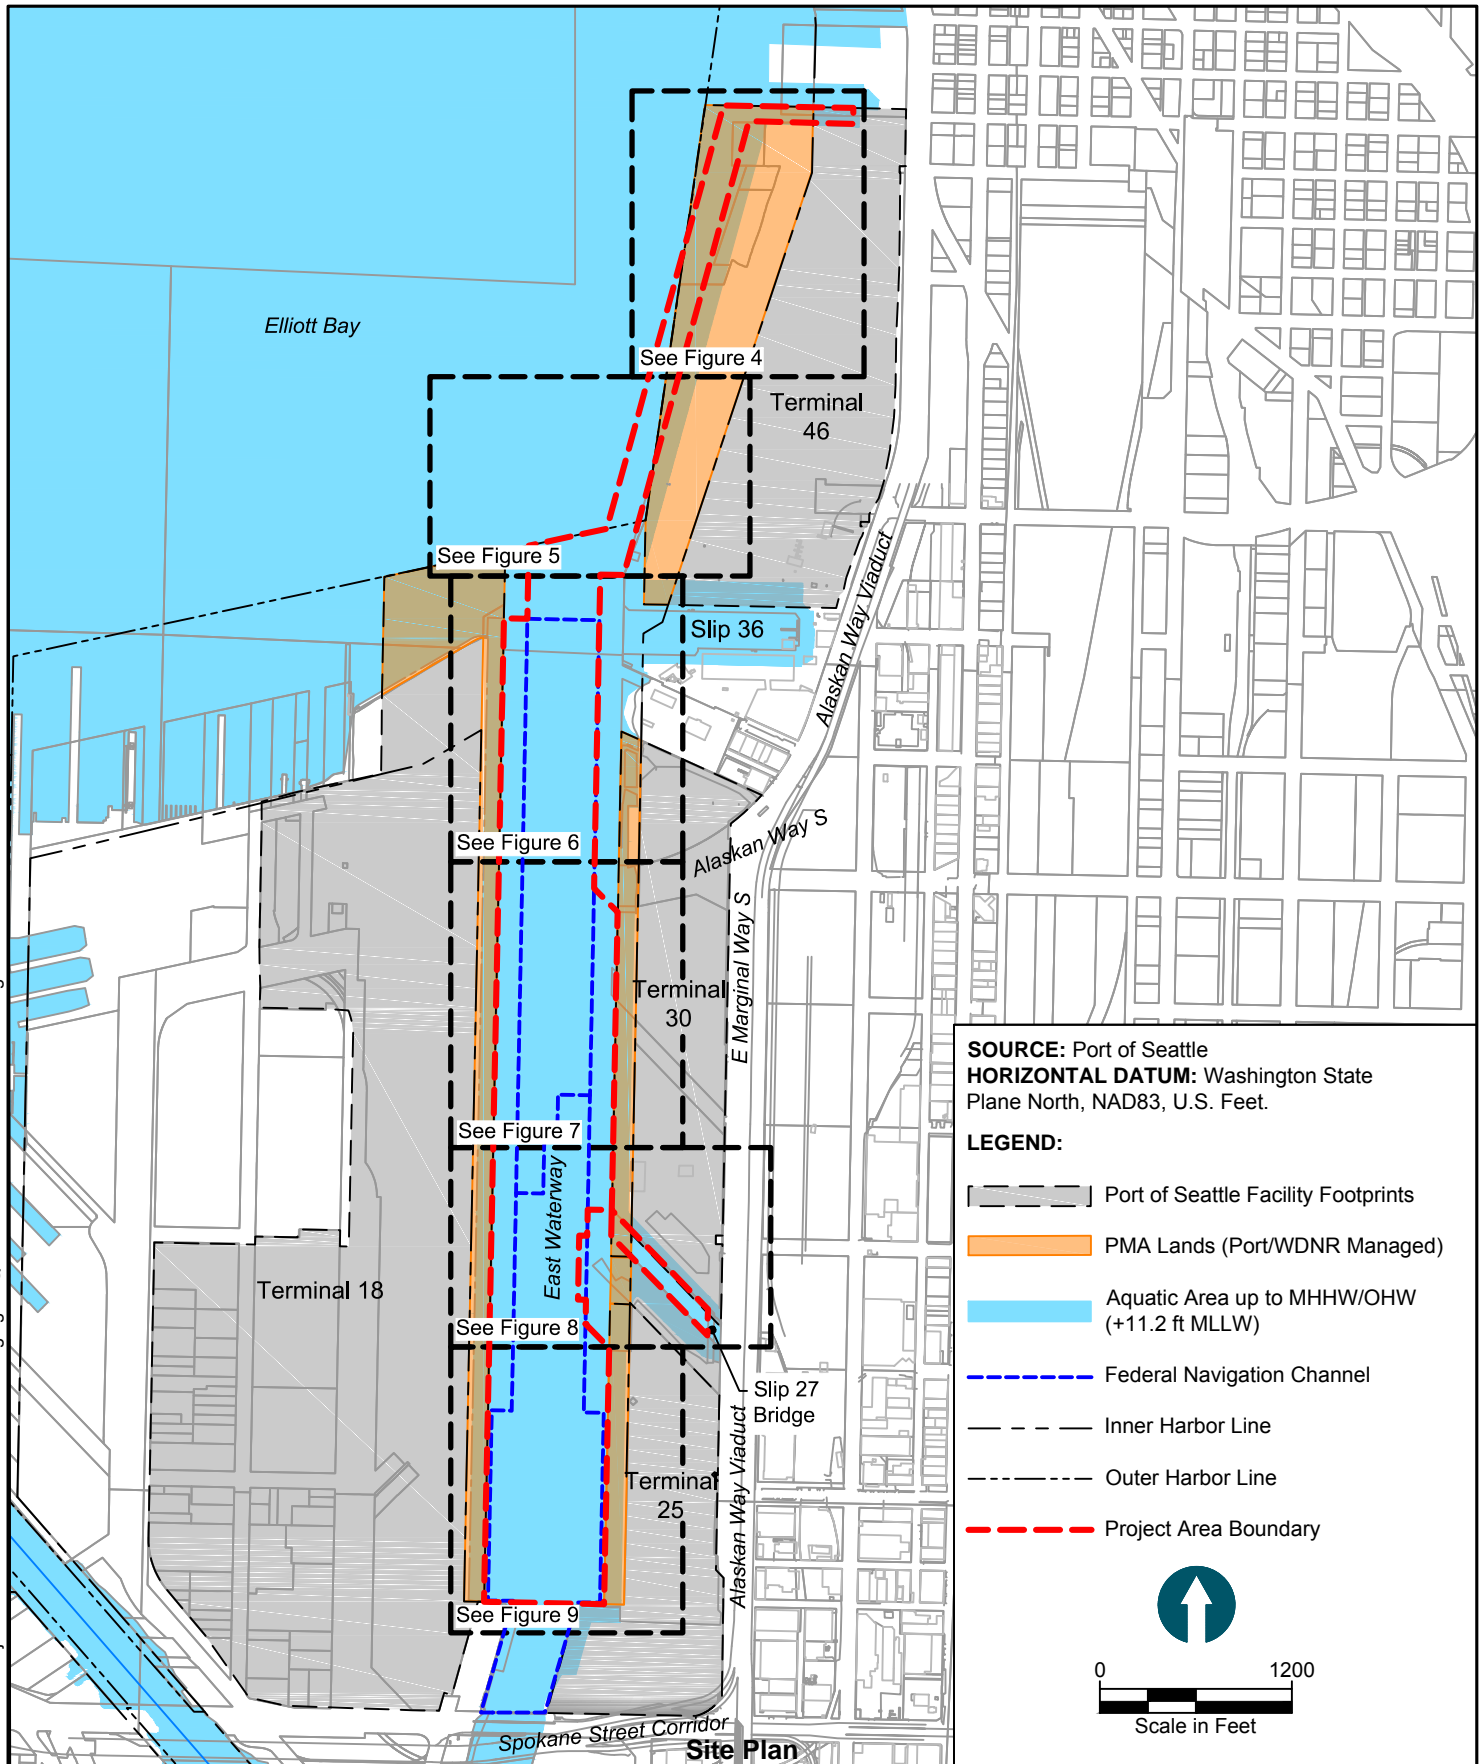 Elliott Bay
See Figure 4
Terminal
46
See Figure 5
Slip 36
Alaskan Way Viaduct
See Figure 6
Alaskan Way S
E Marginal Way S
Terminal
30
See Figure 7
East Waterway
Terminal 18
See Figure 8
Slip 27
Bridge
Alaskan Way Viaduct
Terminal
25
See Figure 9
Spokane Street Corridor
Site Plan
SOURCE: Port of Seattle
HORIZONTAL DATUM: Washington State
Plane North, NAD83, U.S. Feet.
LEGEND:
Port of Seattle Facility Footprints
PMA Lands (Port/WDNR Managed)
Aquatic Area up to MHHW/OHW
(+11.2 ft MLLW)
Federal Navigation Channel
Inner Harbor Line
Outer Harbor Line
Project Area Boundary
0 1200
Scale in Feet